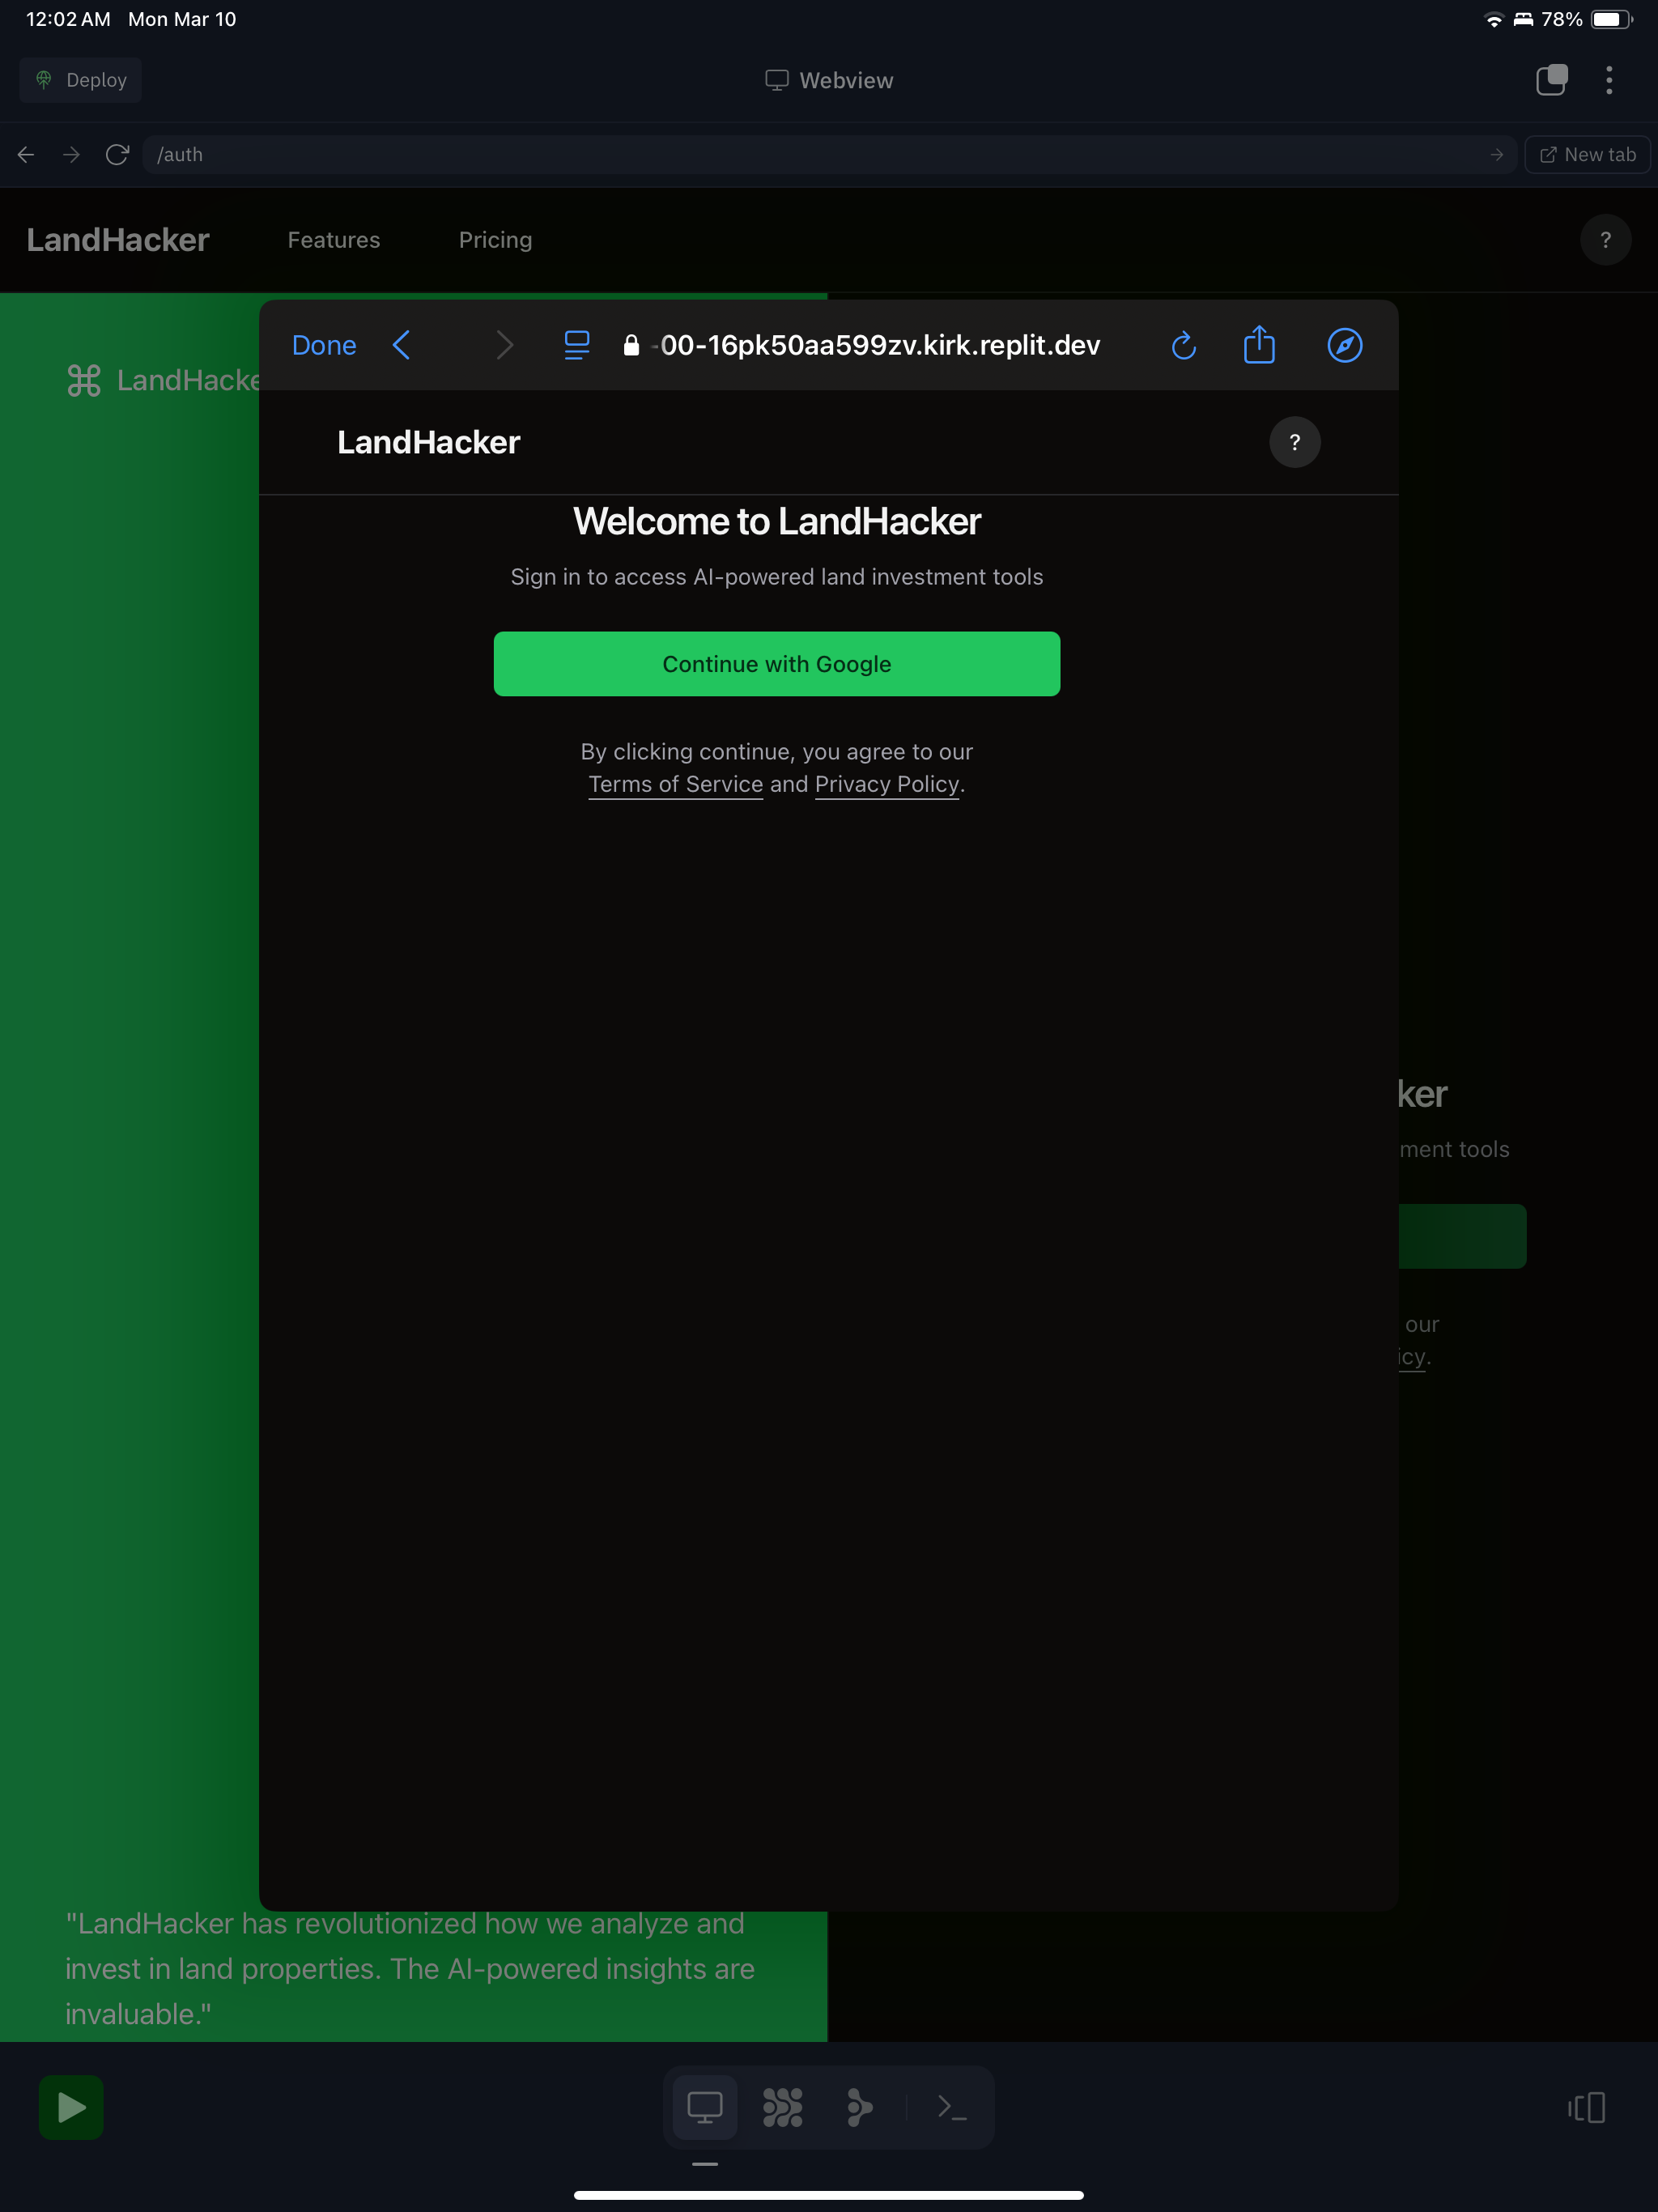 12:02 AM Mon Mar 10
78%
Deploy
Webview
/auth
New tab
LandHacker
Features
Pricing
?
Done
-00-16pk50aa599zv.kirk.replit.dev
LandHacke
LandHacker
?
Welcome to LandHacker
Sign in to access AI-powered land investment tools
Continue with Google
By clicking continue, you agree to our
Terms of Service and Privacy Policy.
ker
ment tools
our
icy.
"LandHacker has revolutionized how we analyze and
invest in land properties. The AI-powered insights are
invaluable."